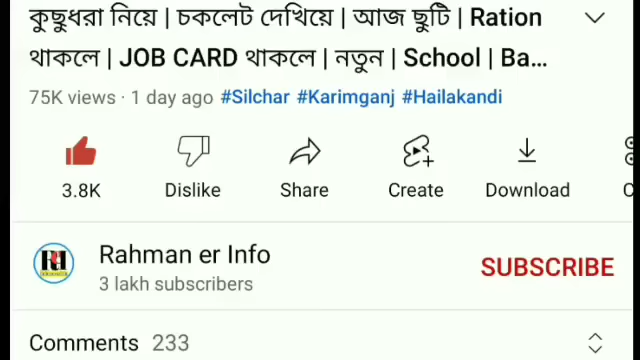 কুছুধরা নিয়ে | চকলেট দেখিয়ে | আজ ছুটি | Ration
থাকলে | JOB CARD থাকলে | নতুন | School | Ba...
75K views · 1 day ago #Silchar #Karimganj #Hailakandi
3.8K Dislike Share Create Download
Rahman er Info
SUBSCRIBE
3 lakh subscribers
Comments 233